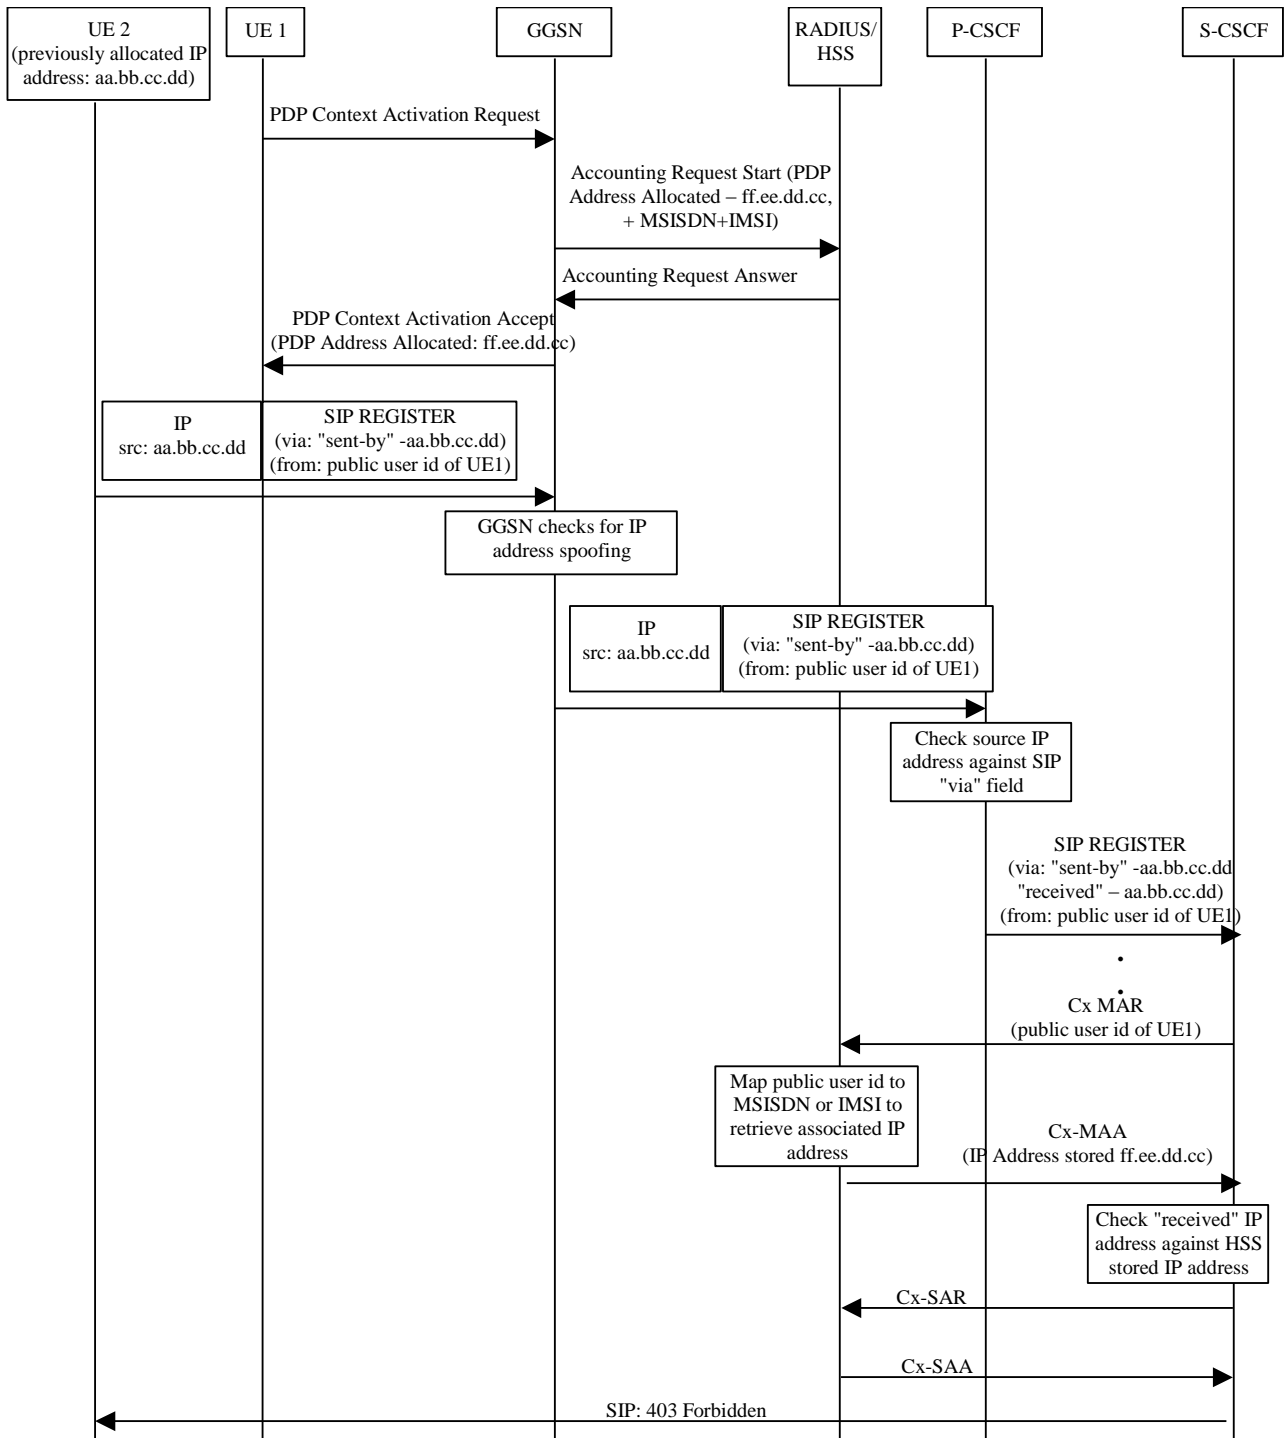 UE 2
(previously allocated IP
address: aa.bb.cc.dd)
UE 1
GGSN
RADIUS/
HSS
P-CSCF
S-CSCF
PDP Context Activation Request
Accounting Request Start (PDP
Address Allocated – ff.ee.dd.cc,
+ MSISDN+IMSI)
Accounting Request Answer
PDP Context Activation Accept
(PDP Address Allocated: ff.ee.dd.cc)
IP
src: aa.bb.cc.dd
SIP REGISTER
(via: "sent-by" -aa.bb.cc.dd)
(from: public user id of UE1)
GGSN checks for IP
address spoofing
IP
src: aa.bb.cc.dd
SIP REGISTER
(via: "sent-by" -aa.bb.cc.dd)
(from: public user id of UE1)
Check source IP
address against SIP
"via" field
SIP REGISTER
(via: "sent-by" -aa.bb.cc.dd
"received" – aa.bb.cc.dd)
(from: public user id of UE1)
.
.
Cx MAR
(public user id of UE1)
Map public user id to
MSISDN or IMSI to
retrieve associated IP
address
Cx-MAA
(IP Address stored ff.ee.dd.cc)
Check "received" IP
address against HSS
stored IP address
Cx-SAR
Cx-SAA
SIP: 403 Forbidden